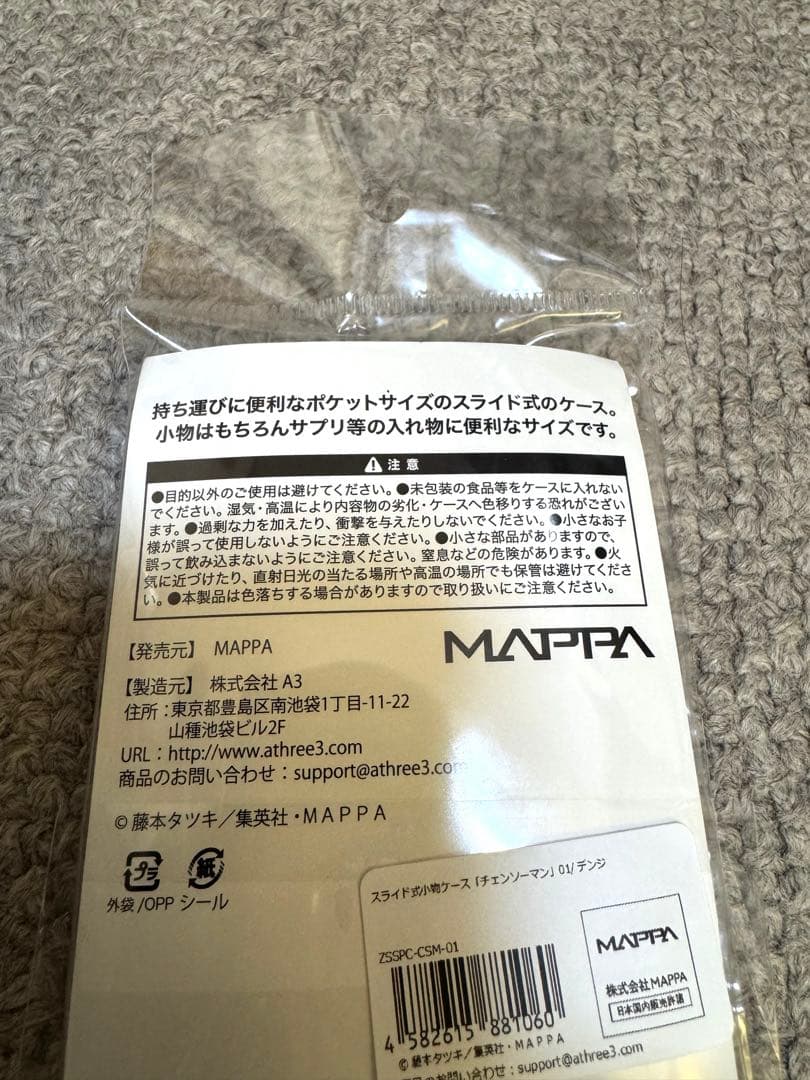 持ち運びに便利なポケットサイズのスライド式のケース。
小物はもちろんサプリ等の入れ物に便利なサイズです。
注意
●目的以外のご使用は避けてください。●未包装の食品等をケースに入れない
でください。湿気・高温により内容物の劣化・ケースへ色移りする恐れがござい
ます。●過剰な力を加えたり、衝撃を与えたりしないでください。●小さなお子
様が誤って使用しないようにご注意ください。●小さな部品がありますので、
誤って飲み込まないようにご注意ください。窒息などの危険があります。●火
気に近づけたり、直射日光の当たる場所や高温の場所でも保管は避けてくださ
い。●本製品は色落ちする場合がありますので取り扱いにご注意ください。
【発売元】 MAPPA
MAPPA
【製造元】 株式会社 A3
住所:東京都豊島区南池袋1丁目-11-22
山種池袋ビル2F
URL:http://www.athree3.com
商品のお問い合わせ:support@athree3.com
©藤本タツキ/集英社・MAPPA
プラ
紙
外袋/OPP シール
スライド式小物ケース「チェンソーマン」01/デンジ
ZSSPC-CSM-01
MAPPA
株式会社MAPPA
日本国内販売許諾
4 582615 881060
©藤本タツキ/集英社・MAPPA
のお問い合わせ:support@athree3.com